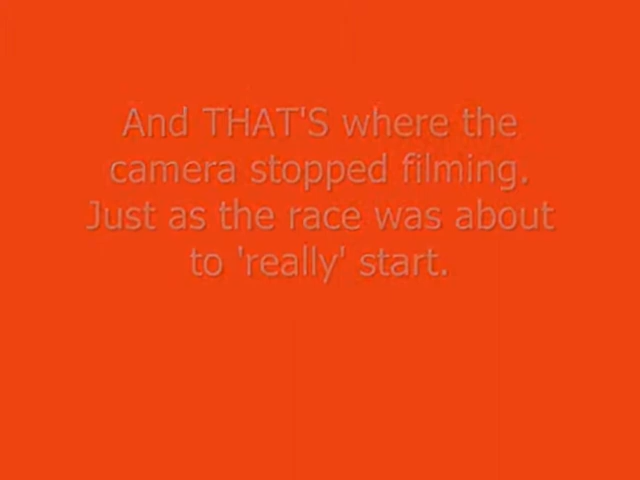 And THAT'S where the
camera stopped filming.
Just as the race was about
to 'really' start.